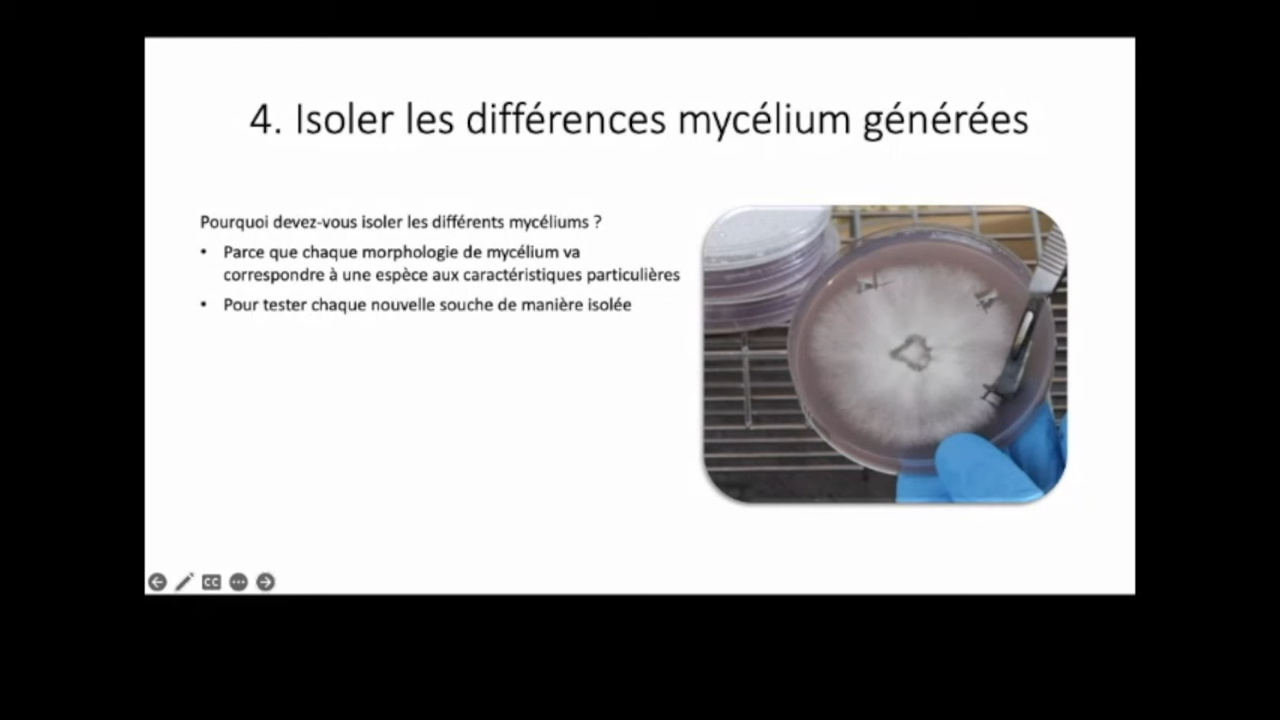 4. Isoler les différences mycélium générées
Pourquoi devez-vous isoler les différents mycéliums ?
• Parce que chaque morphologie de mycélium va
correspondre à une espèce aux caractéristiques particulières
• Pour tester chaque nouvelle souche de manière isolée
CC